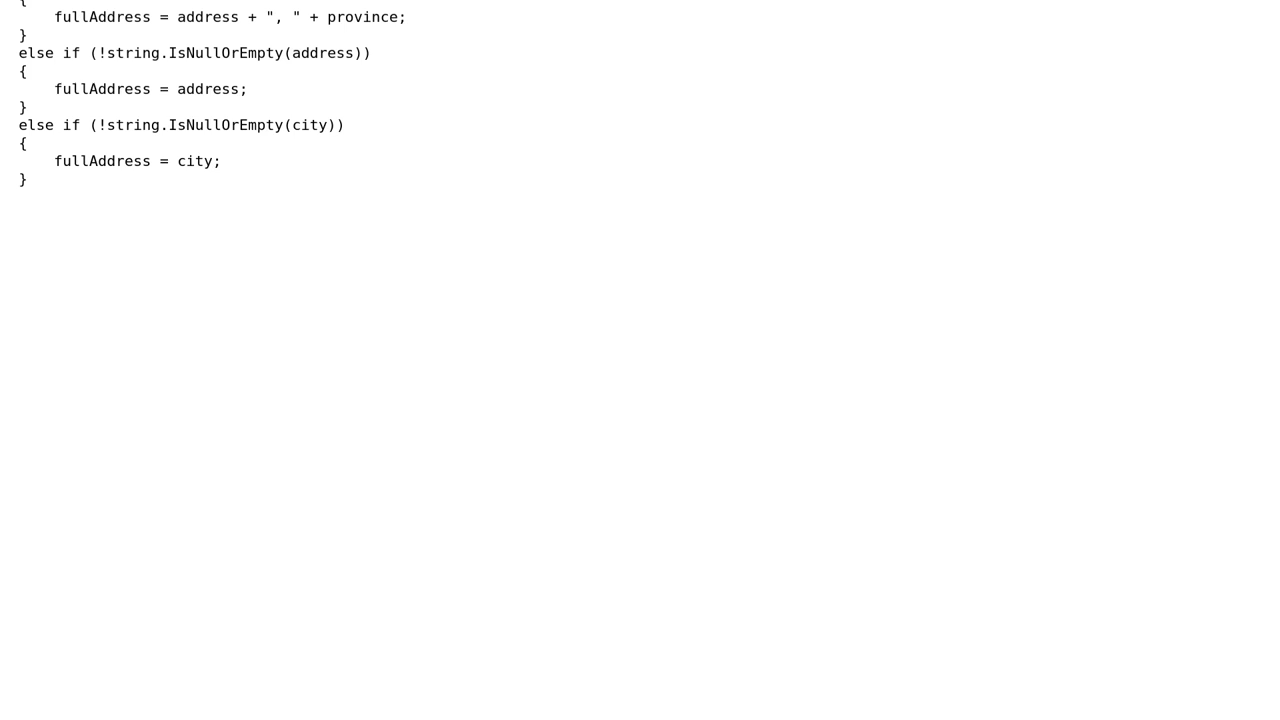 {
    fullAddress = address + ", " + province;
}
else if (!string.IsNullOrEmpty(address))
{
    fullAddress = address;
}
else if (!string.IsNullOrEmpty(city))
{
    fullAddress = city;
}